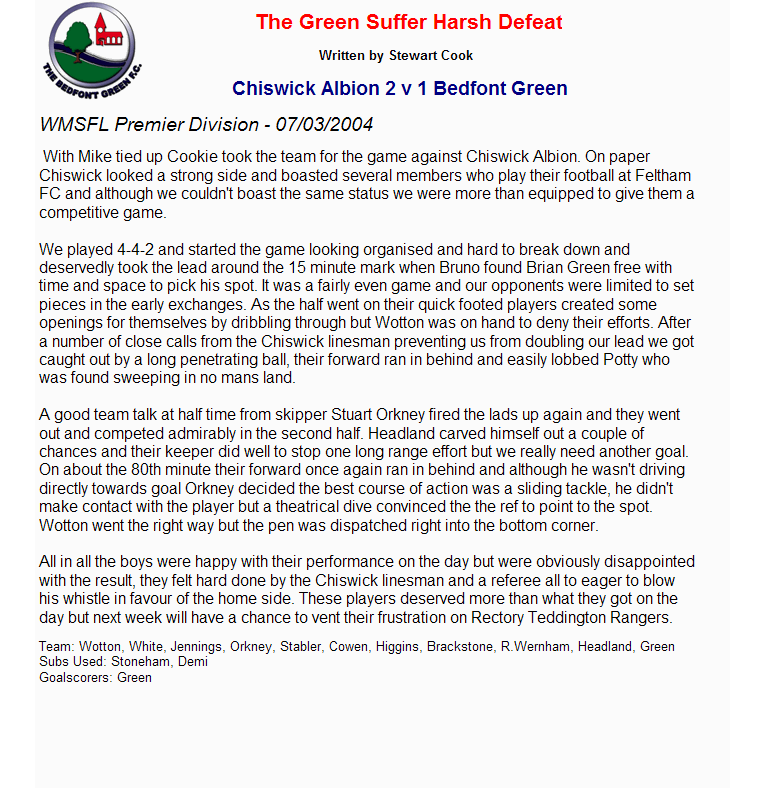 The Green Suffer Harsh Defeat
Written by Stewart Cook
Chiswick Albion 2 v 1 Bedfont Green
THE BEDFONT GREEN F.C.
WMSFL Premier Division - 07/03/2004
With Mike tied up Cookie took the team for the game against Chiswick Albion. On paper
Chiswick looked a strong side and boasted several members who play their football at Feltham
FC and although we couldn't boast the same status we were more than equipped to give them a
competitive game.
We played 4-4-2 and started the game looking organised and hard to break down and
deservedly took the lead around the 15 minute mark when Bruno found Brian Green free with
time and space to pick his spot. It was a fairly even game and our opponents were limited to set
pieces in the early exchanges. As the half went on their quick footed players created some
openings for themselves by dribbling through but Wotton was on hand to deny their efforts. After
a number of close calls from the Chiswick linesman preventing us from doubling our lead we got
caught out by a long penetrating ball, their forward ran in behind and easily lobbed Potty who
was found sweeping in no mans land.
A good team talk at half time from skipper Stuart Orkney fired the lads up again and they went
out and competed admirably in the second half. Headland carved himself out a couple of
chances and their keeper did well to stop one long range effort but we really need another goal.
On about the 80th minute their forward once again ran in behind and although he wasn't driving
directly towards goal Orkney decided the best course of action was a sliding tackle, he didn't
make contact with the player but a theatrical dive convinced the the ref to point to the spot.
Wotton went the right way but the pen was dispatched right into the bottom corner.
All in all the boys were happy with their performance on the day but were obviously disappointed
with the result, they felt hard done by the Chiswick linesman and a referee all to eager to blow
his whistle in favour of the home side. These players deserved more than what they got on the
day but next week will have a chance to vent their frustration on Rectory Teddington Rangers.
Team: Wotton, White, Jennings, Orkney, Stabler, Cowen, Higgins, Brackstone, R.Wernham, Headland, Green
Subs Used: Stoneham, Demi
Goalscorers: Green